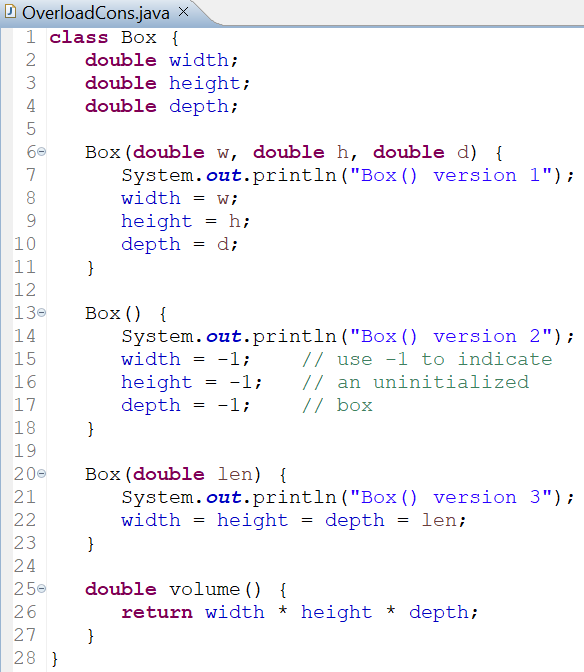 OverloadCons.java
1 class Box {
2    double width;
3    double height;
4    double depth;
5
6    Box(double w, double h, double d) {
7       System.out.println("Box() version 1");
8       width = w;
9       height = h;
10       depth = d;
11    }
12
13    Box() {
14       System.out.println("Box() version 2");
15       width = -1;    // use -1 to indicate
16       height = -1;   // an uninitialized
17       depth = -1;    // box
18    }
19
20    Box(double len) {
21       System.out.println("Box() version 3");
22       width = height = depth = len;
23    }
24
25    double volume() {
26       return width * height * depth;
27    }
28 }